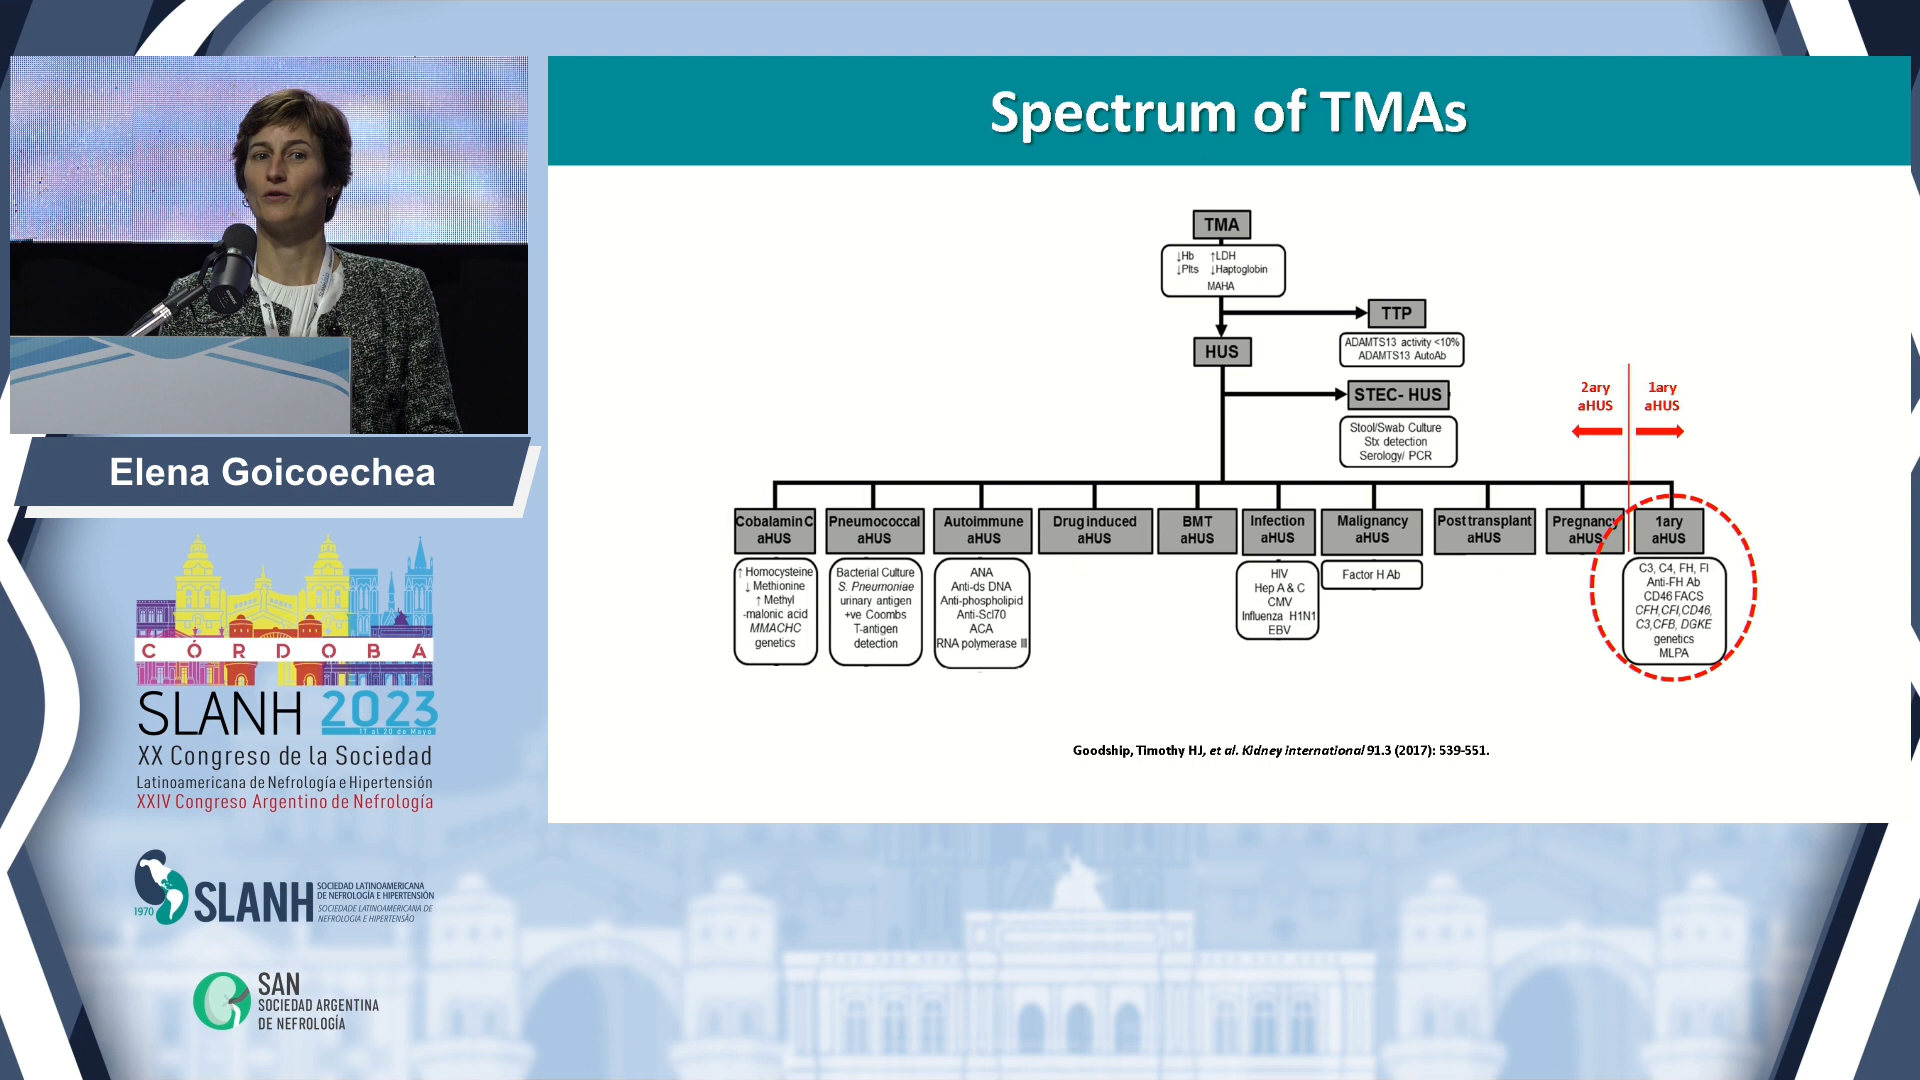 Spectrum of TMAs
TMA
↓Hb ↑LDH
↓Plts ↓Haptoglobin
MAHA
TTP
ADAMTS13 activity <10%
ADAMTS13 AutoAb
HUS
STEC- HUS
Stool/Swab Culture
Stx detection
Serology/ PCR
2ary
aHUS
1ary
aHUS
Cobalamin C
aHUS
↑ Homocysteine
↓ Methionine
↑ Methyl
-malonic acid
MMACHC
genetics
Pneumococcal
aHUS
Bacterial Culture
S. Pneumoniae
urinary antigen
+ve Coombs
T-antigen
detection
Autoimmune
aHUS
ANA
Anti-ds DNA
Anti-phospholipid
Anti-Scl70
ACA
RNA polymerase III
Drug induced
aHUS
BMT
aHUS
Infection
aHUS
HIV
Hep A & C
CMV
Influenza H1N1
EBV
Malignancy
aHUS
Factor H Ab
Post transplant
aHUS
Pregnancy
aHUS
1ary
aHUS
C3, C4, FH, FI
Anti-FH Ab
CD46 FACS
CFH,CFI,CD46,
C3,CFB, DGKE
genetics
MLPA
Goodship, Timothy HJ, et al. Kidney international 91.3 (2017): 539-551.
Elena Goicoechea
CÓRDOBA
SLANH 2023
17 al 20 de Mayo
XX Congreso de la Sociedad
Latinoamericana de Nefrología e Hipertensión
XXIV Congreso Argentino de Nefrología
1970
SLANH
SOCIEDAD LATINOAMERICANA
DE NEFROLOGÍA E HIPERTENSIÓN
SOCIEDADE LATINOAMERICANA DE
NEFROLOGIA E HIPERTENSÃO
SAN
SOCIEDAD ARGENTINA
DE NEFROLOGÍA